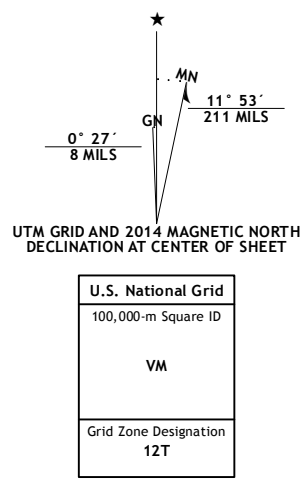 ★
MN
GN
11° 53´
211 MILS
0° 27´
8 MILS
UTM GRID AND 2014 MAGNETIC NORTH
DECLINATION AT CENTER OF SHEET
U.S. National Grid
100,000-m Square ID
VM
Grid Zone Designation
12T